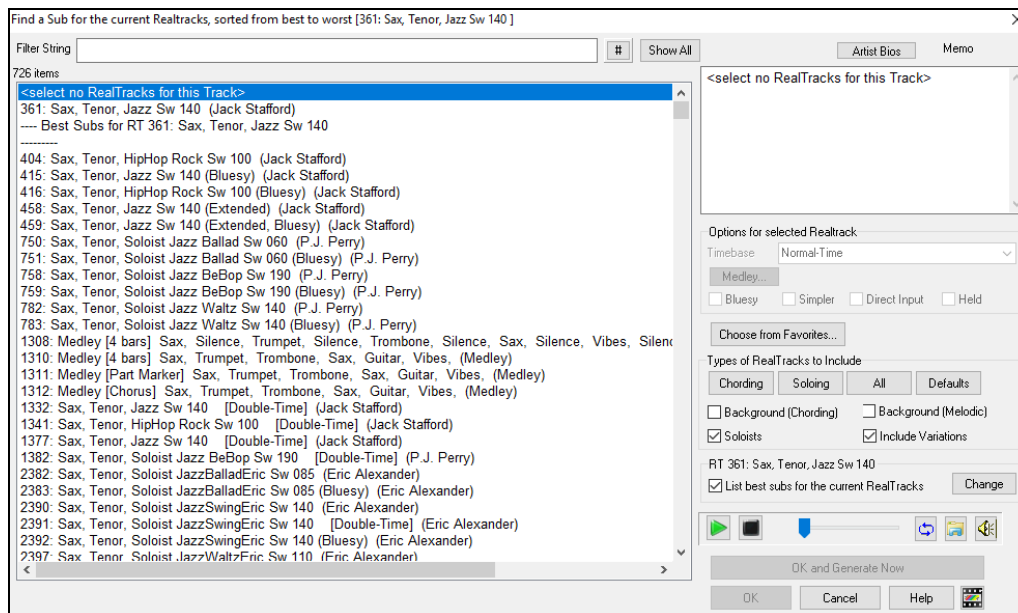 Find a Sub for the current Realtracks, sorted from best to worst [361: Sax, Tenor, Jazz Sw 140 ]
Filter String
#
Show All
Artist Bios
Memo
726 items
<select no RealTracks for this Track>
361: Sax, Tenor, Jazz Sw 140 (Jack Stafford)
---- Best Subs for RT 361: Sax, Tenor, Jazz Sw 140
---------
404: Sax, Tenor, HipHop Rock Sw 100 (Jack Stafford)
415: Sax, Tenor, Jazz Sw 140 (Bluesy) (Jack Stafford)
416: Sax, Tenor, HipHop Rock Sw 100 (Bluesy) (Jack Stafford)
458: Sax, Tenor, Jazz Sw 140 (Extended) (Jack Stafford)
459: Sax, Tenor, Jazz Sw 140 (Extended, Bluesy) (Jack Stafford)
750: Sax, Tenor, Soloist Jazz Ballad Sw 060 (P.J. Perry)
751: Sax, Tenor, Soloist Jazz Ballad Sw 060 (Bluesy) (P.J. Perry)
758: Sax, Tenor, Soloist Jazz BeBop Sw 190 (P.J. Perry)
759: Sax, Tenor, Soloist Jazz BeBop Sw 190 (Bluesy) (P.J. Perry)
782: Sax, Tenor, Soloist Jazz Waltz Sw 140 (P.J. Perry)
783: Sax, Tenor, Soloist Jazz Waltz Sw 140 (Bluesy) (P.J. Perry)
1308: Medley [4 bars] Sax, Silence, Trumpet, Silence, Trombone, Silence, Sax, Silence, Vibes, Silenc
1310: Medley [4 bars] Sax, Trumpet, Trombone, Sax, Guitar, Vibes, (Medley)
1311: Medley [Part Marker] Sax, Trumpet, Trombone, Sax, Guitar, Vibes, (Medley)
1312: Medley [Chorus] Sax, Trumpet, Trombone, Sax, Guitar, Vibes, (Medley)
1332: Sax, Tenor, Jazz Sw 140 [Double-Time] (Jack Stafford)
1341: Sax, Tenor, HipHop Rock Sw 100 [Double-Time] (Jack Stafford)
1377: Sax, Tenor, Jazz Sw 140 [Double-Time] (Jack Stafford)
1382: Sax, Tenor, Soloist Jazz BeBop Sw 190 [Double-Time] (P.J. Perry)
2382: Sax, Tenor, Soloist JazzBalladEric Sw 085 (Eric Alexander)
2383: Sax, Tenor, Soloist JazzBalladEric Sw 085 (Bluesy) (Eric Alexander)
2390: Sax, Tenor, Soloist JazzSwingEric Sw 140 (Eric Alexander)
2391: Sax, Tenor, Soloist JazzSwingEric Sw 140 [Double-Time] (Eric Alexander)
2392: Sax, Tenor, Soloist JazzSwingEric Sw 140 (Bluesy) (Eric Alexander)
2397: Sax, Tenor, Soloist JazzWaltzEric Sw 110 (Eric Alexander)
<select no RealTracks for this Track>
Options for selected Realtrack
Timebase
Normal-Time
Medley...
Bluesy
Simpler
Direct Input
Held
Choose from Favorites...
Types of RealTracks to Include
Chording
Soloing
All
Defaults
Background (Chording)
Background (Melodic)
Soloists
Include Variations
RT 361: Sax, Tenor, Jazz Sw 140
List best subs for the current RealTracks
Change
OK and Generate Now
OK
Cancel
Help